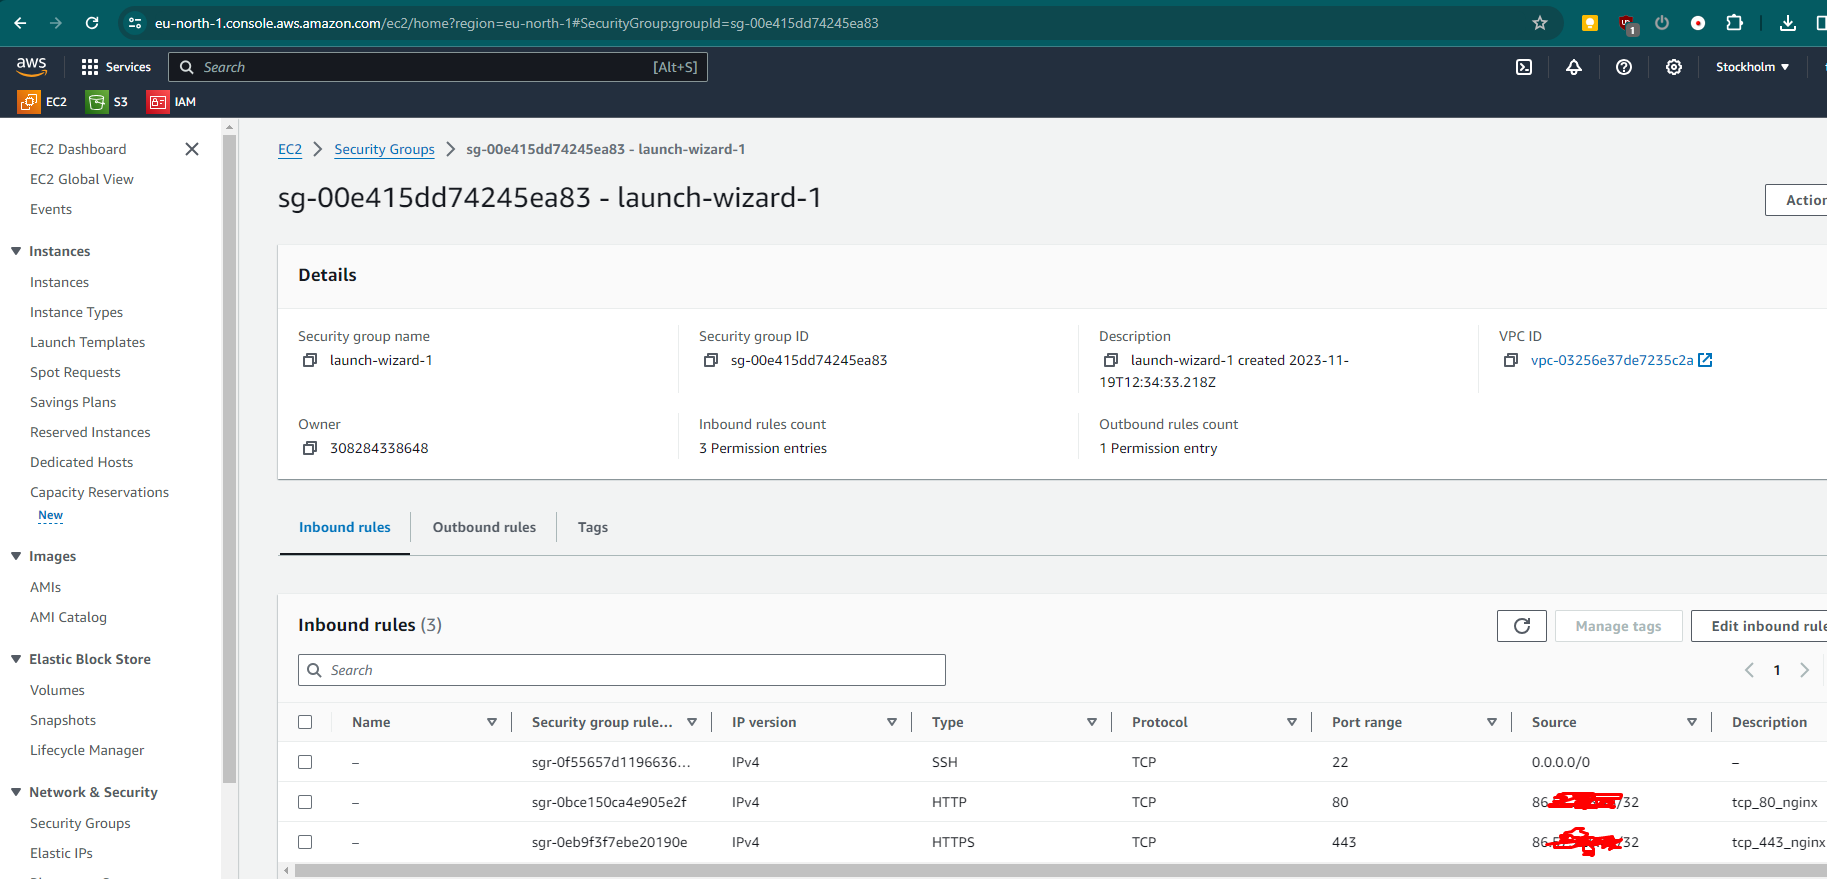 eu-north-1.console.aws.amazon.com/ec2/home?region=eu-north-1#SecurityGroup:groupId=sg-00e415dd74245ea83
1
aws
Services
Search
[Alt+S]
Stockholm
EC2
S3
IAM
EC2 Dashboard
EC2 Global View
Events
Instances
Instances
Instance Types
Launch Templates
Spot Requests
Savings Plans
Reserved Instances
Dedicated Hosts
Capacity Reservations
New
Images
AMIs
AMI Catalog
Elastic Block Store
Volumes
Snapshots
Lifecycle Manager
Network & Security
Security Groups
Elastic IPs
EC2 > Security Groups > sg-00e415dd74245ea83 - launch-wizard-1
sg-00e415dd74245ea83 - launch-wizard-1
Action
Details
Security group name
launch-wizard-1
Security group ID
sg-00e415dd74245ea83
Description
launch-wizard-1 created 2023-11-
19T12:34:33.218Z
VPC ID
vpc-03256e37de7235c2a
Owner
308284338648
Inbound rules count
3 Permission entries
Outbound rules count
1 Permission entry
Inbound rules
Outbound rules
Tags
Inbound rules (3)
Manage tags
Edit inbound rule
Search
1
Name Security group rule... IP version Type Protocol Port range Source Description
– sgr-0f55657d1196636... IPv4 SSH TCP 22 0.0.0.0/0 –
– sgr-0bce150ca4e905e2f IPv4 HTTP TCP 80 86. /32 tcp_80_nginx
– sgr-0eb9f3f7ebe20190e IPv4 HTTPS TCP 443 86. /32 tcp_443_nginx